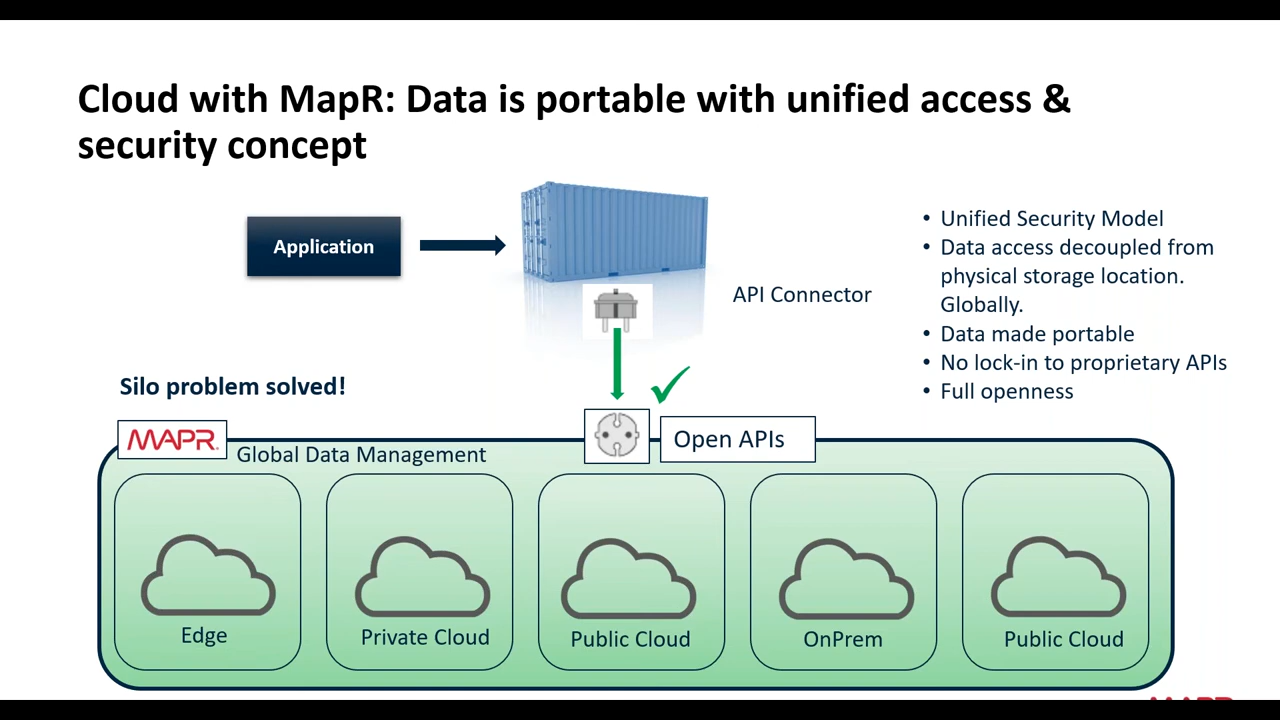 Cloud with MapR: Data is portable with unified access &
security concept
Application
API Connector
• Unified Security Model
• Data access decoupled from
physical storage location.
Globally.
• Data made portable
• No lock-in to proprietary APIs
• Full openness
Silo problem solved!
MAPR.
Global Data Management
Open APIs
Edge
Private Cloud
Public Cloud
OnPrem
Public Cloud